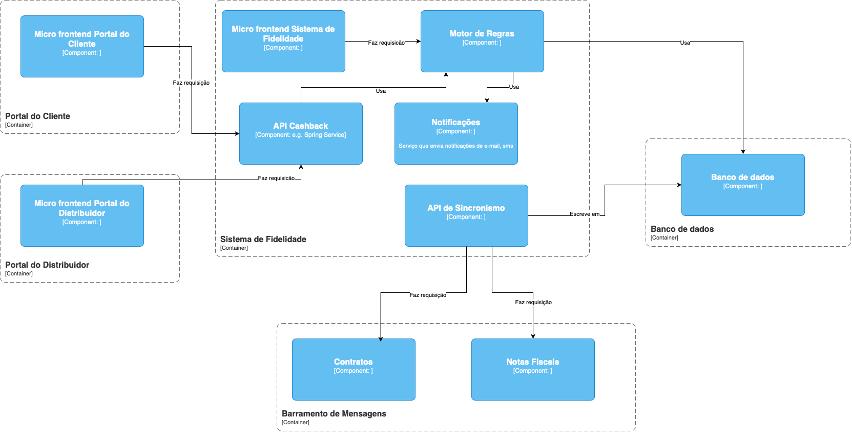 Micro frontend Portal do
Cliente
[Component: ]
Portal do Cliente
[Container]
Faz requisição
Micro frontend Sistema de
Fidelidade
[Component: ]
Faz requisição
Motor de Regras
[Component: ]
Usa
Usa
Usa
API Cashback
[Component: e.g. Spring Service]
Notificações
[Component: ]
Serviço que envia notificações de e-mail, sms
Micro frontend Portal do
Distribuidor
[Component: ]
Portal do Distribuidor
[Container]
Faz requisição
API de Sincronismo
[Component: ]
Sistema de Fidelidade
[Container]
Escreve em
Banco de dados
[Component: ]
Banco de dados
[Container]
Faz requisição
Faz requisição
Contratos
[Component: ]
Notas Fiscais
[Component: ]
Barramento de Mensagens
[Container]